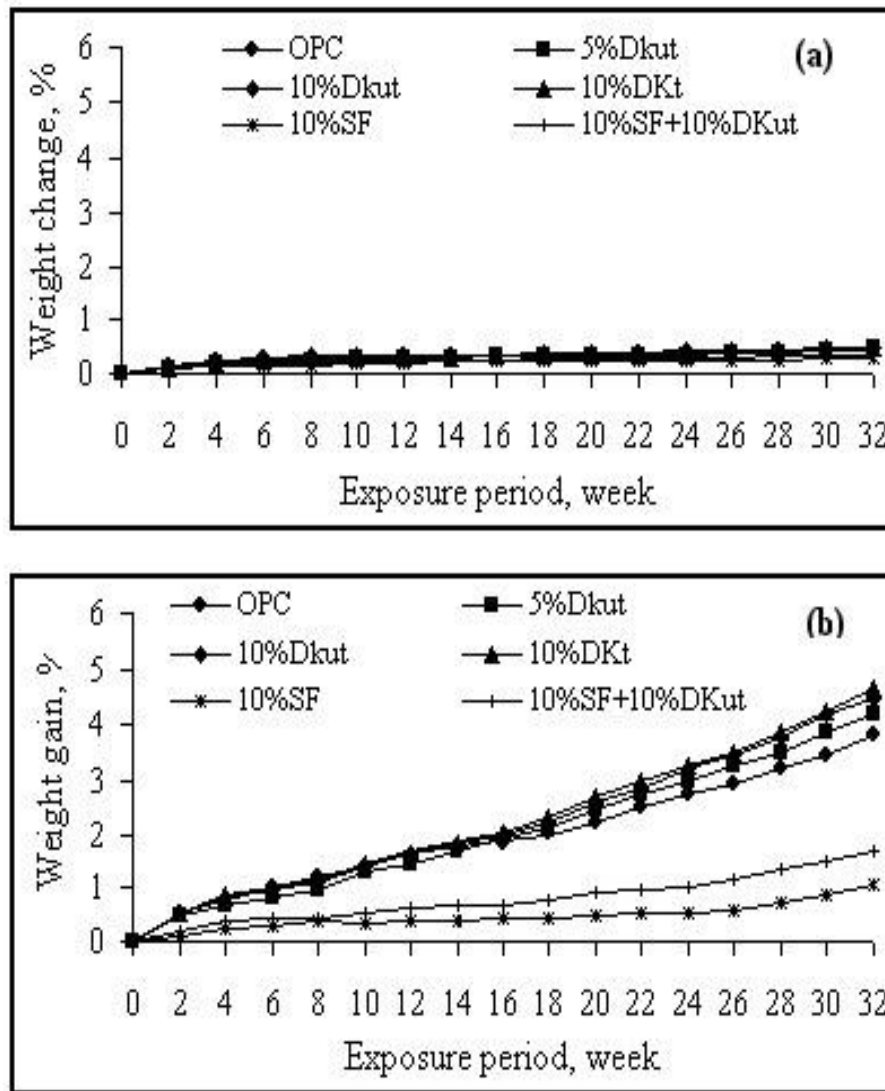 6
OPC
5%Dkut
(a)
5
10%Dkut
10%DKt
10%SF
10%SF+10%DKut
4
3
2
1
0
Weight change, %
0 2 4 6 8 10 12 14 16 18 20 22 24 26 28 30 32
Exposure period, week
6
OPC
5%Dkut
(b)
5
10%Dkut
10%DKt
10%SF
10%SF+10%DKut
4
3
2
1
0
Weight gain, %
0 2 4 6 8 10 12 14 16 18 20 22 24 26 28 30 32
Exposure period, week